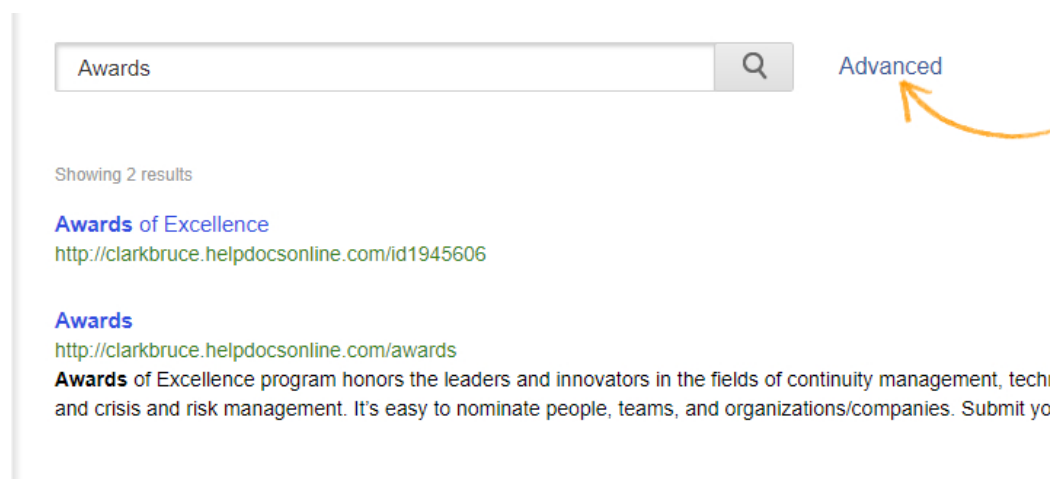 Awards
Advanced
Showing 2 results
Awards of Excellence
http://clarkbruce.helpdocsonline.com/id1945606
Awards
http://clarkbruce.helpdocsonline.com/awards
Awards of Excellence program honors the leaders and innovators in the fields of continuity management,
and crisis and risk management. It's easy to nominate people, teams, and organizations/companies. Submit